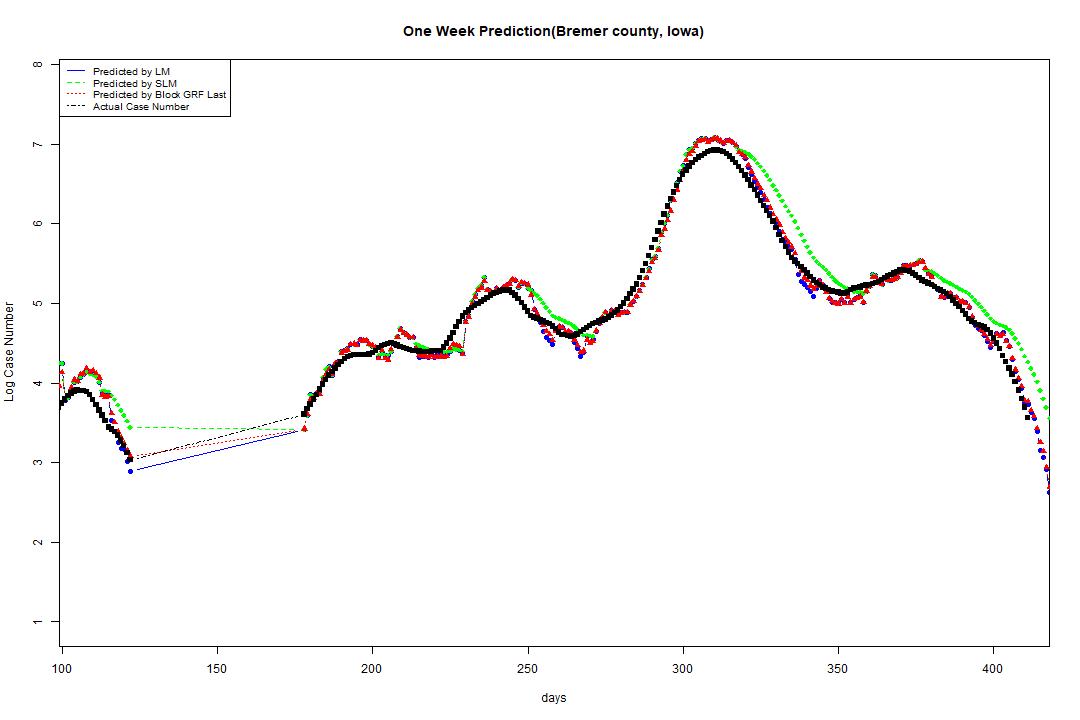 One Week Prediction(Bremer county, Iowa)
Predicted by LM
Predicted by SLM
Predicted by Block GRF Last
Actual Case Number
Log Case Number
8
7
6
5
4
3
2
1
100 150 200 250 300 350 400
days